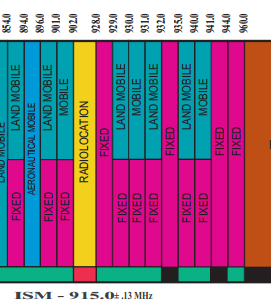 854.0
894.0
896.0
901.0
902.0
928.0
929.0
930.0
931.0
932.0
935.0
940.0
941.0
944.0
960.0
LAND MOBILE
LAND MOBILE
FIXED
AERONAUTICAL MOBILE
LAND MOBILE
FIXED
MOBILE
FIXED
RADIOLOCATION
FIXED
LAND MOBILE
FIXED
MOBILE
FIXED
LAND MOBILE
FIXED
FIXED
LAND MOBILE
FIXED
MOBILE
FIXED
FIXED
FIXED
ISM – 915.0± .13 MHz